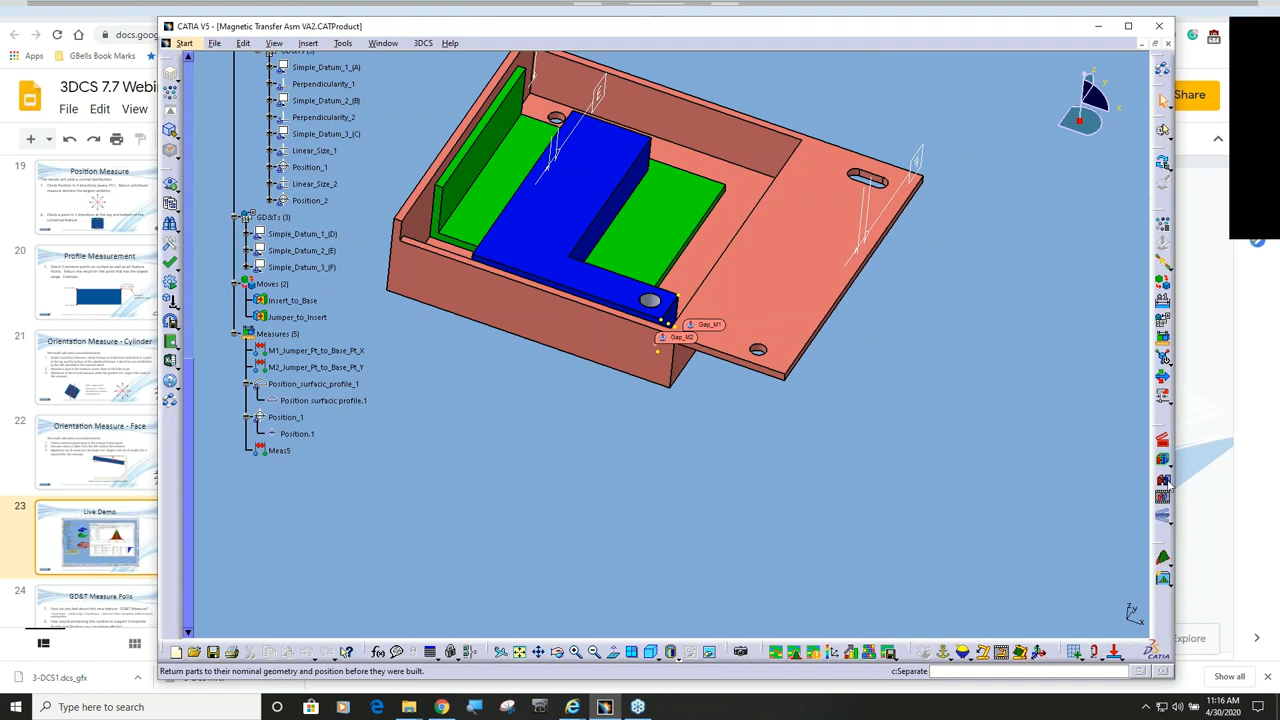 CATIA V5 - [Magnetic Transfer Asm VA2.CATProduct]
Start File Edit View Insert Tools Window 3DCS Help
docs.goog
Apps GBells Book Marks
684
3DCS 7.7 Webi
File Edit View
Share
19
Position Measure
20
Profile Measurement
21
Orientation Measure - Cylinder
22
Orientation Measure - Face
23
Live Demo
24
GD&T Measure Polls
Simple_Datum_1_(A)
Perpendicularity_1
Simple_Datum_2_(B)
Perpendicularity_2
Simple_Datum_3_(C)
Linear_Size_1
Position_1
Linear_Size_2
Position_2
GD&Ts (3)
Simple_Datum_1_(D)
Simple_Datum_2_(E)
Simple_Datum_3_(F)
Moves (2)
Insert_to_Base
Jumper_to_Insert
Measures (5)
M1_Jumper_Pt_to_Base_Pt_X
M2_Jumper_Pt_to_Base_Pt_Y
Position_surfacic_profile_1
Position surfacic profile.1
Position_1
Position.1
Meas5
Gap_M1
Gap_M2
z
y
x
z y
x
Explore
CATIA
Return parts to their nominal geometry and position before they were built.
c:Separate
3-DCS1.dcs_gfx
Show all
Type here to search
11:16 AM
4/30/2020